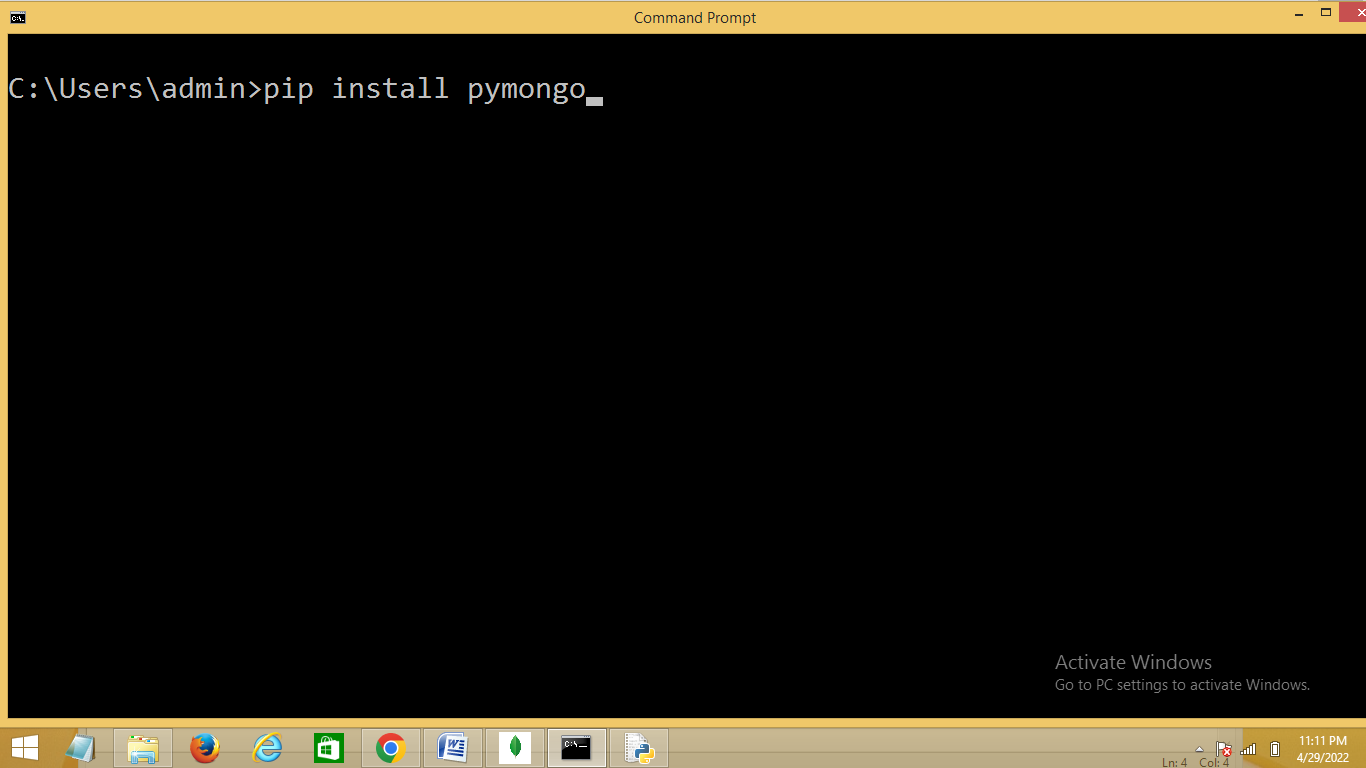 Command Prompt
C:\Users\admin>pip install pymongo
Activate Windows
Go to PC settings to activate Windows.
11:11 PM
Ln: 4 Col: 4
4/29/2022